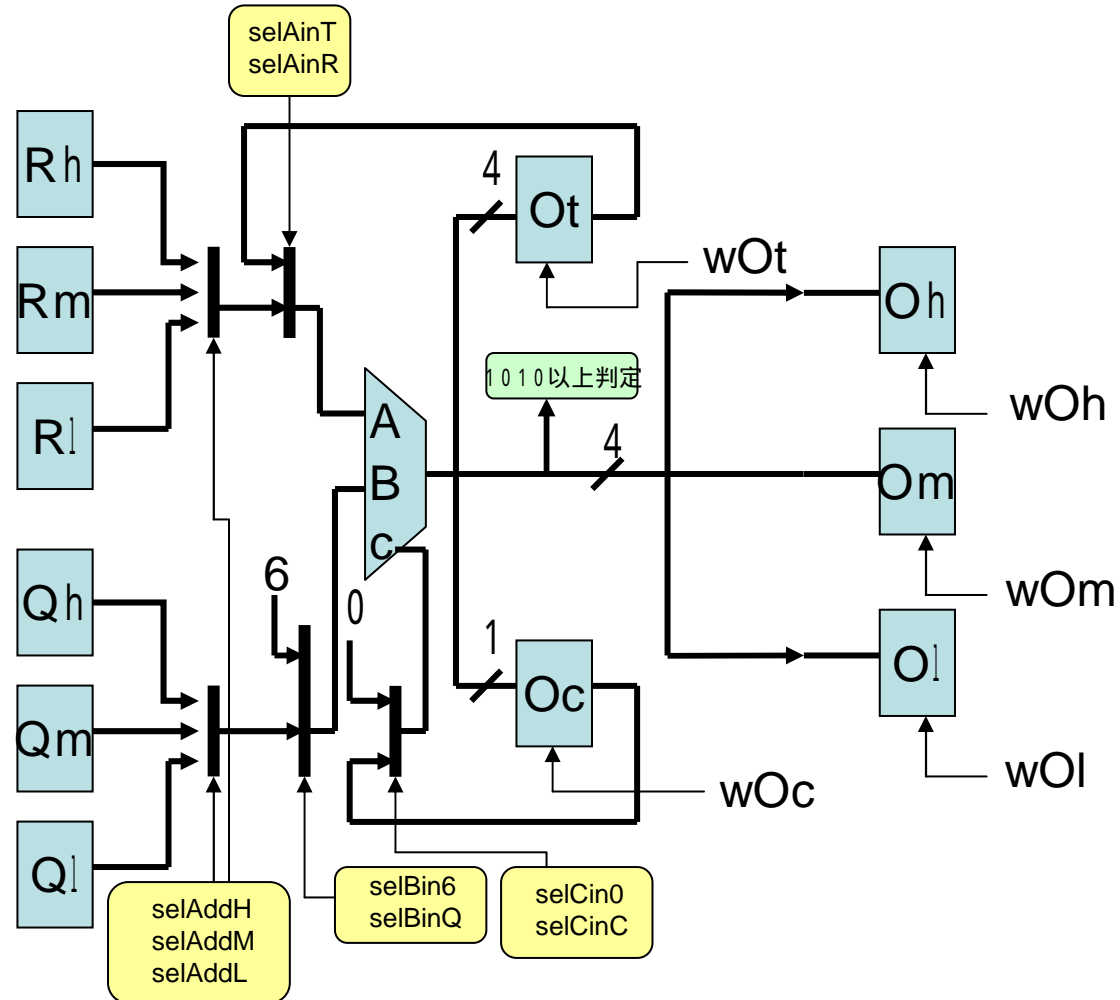 selAinT
selAinR
Rh
4
Ot
wOt
Rm
Oh
1010以上判定
wOh
Rl
A
4
B
Om
c
Qh
6
0
1
wOm
Oc
Ol
Qm
wOc
wOl
Ql
selBin6
selBinQ
selCin0
selCinC
selAddH
selAddM
selAddL